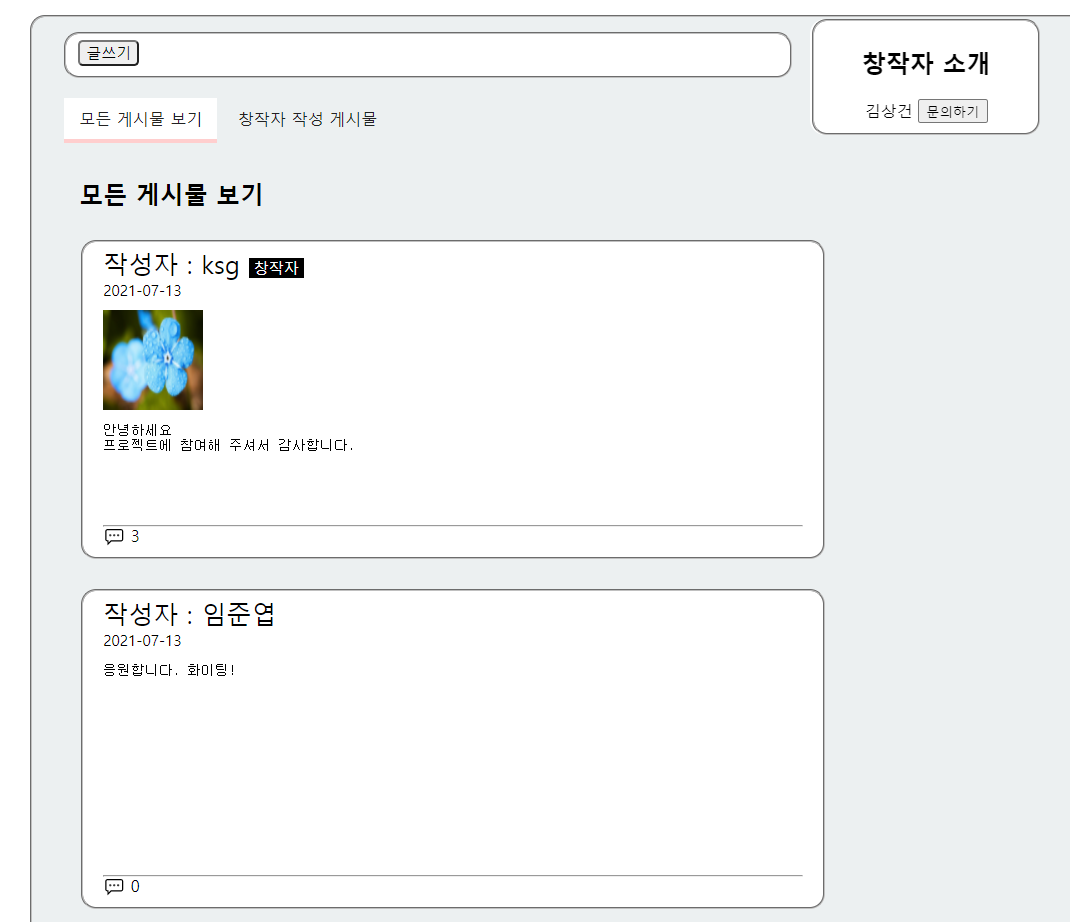 글쓰기
창작자 소개
김상건 문의하기
모든 게시물 보기 창작자 작성 게시물
모든 게시물 보기
작성자 : ksg 창작자
2021-07-13
안녕하세요
프로젝트에 참여해 주셔서 감사합니다.
3
작성자 : 임준엽
2021-07-13
응원합니다. 화이팅!
0